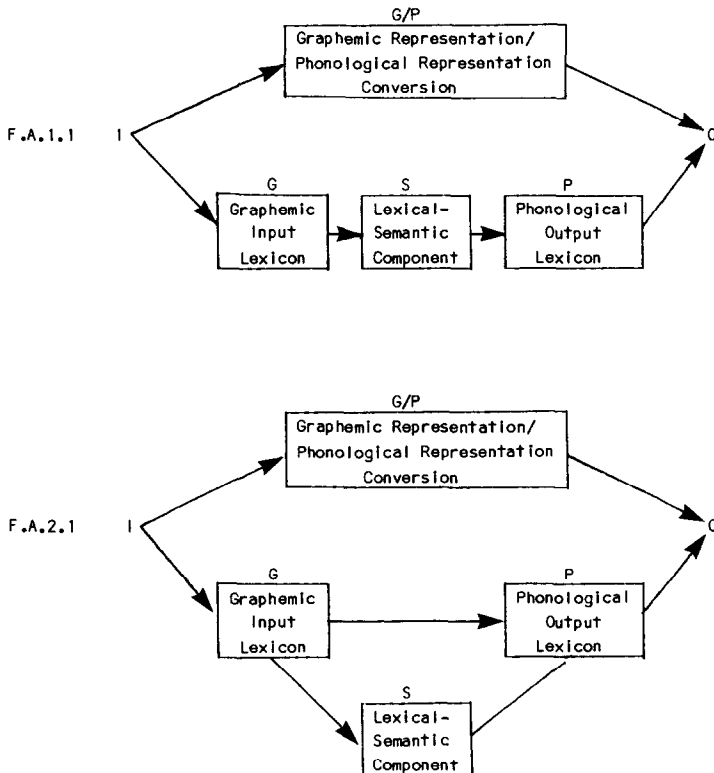 G/P
Graphemic Representation/
Phonological Representation
Conversion
F.A.1.1 I O
G S P
Graphemic Lexical- Phonological
Input Semantic Output
Lexicon Component Lexicon
G/P
Graphemic Representation/
Phonological Representation
Conversion
F.A.2.1 I O
G P
Graphemic Phonological
Input Output
Lexicon Lexicon
S
Lexical-
Semantic
Component